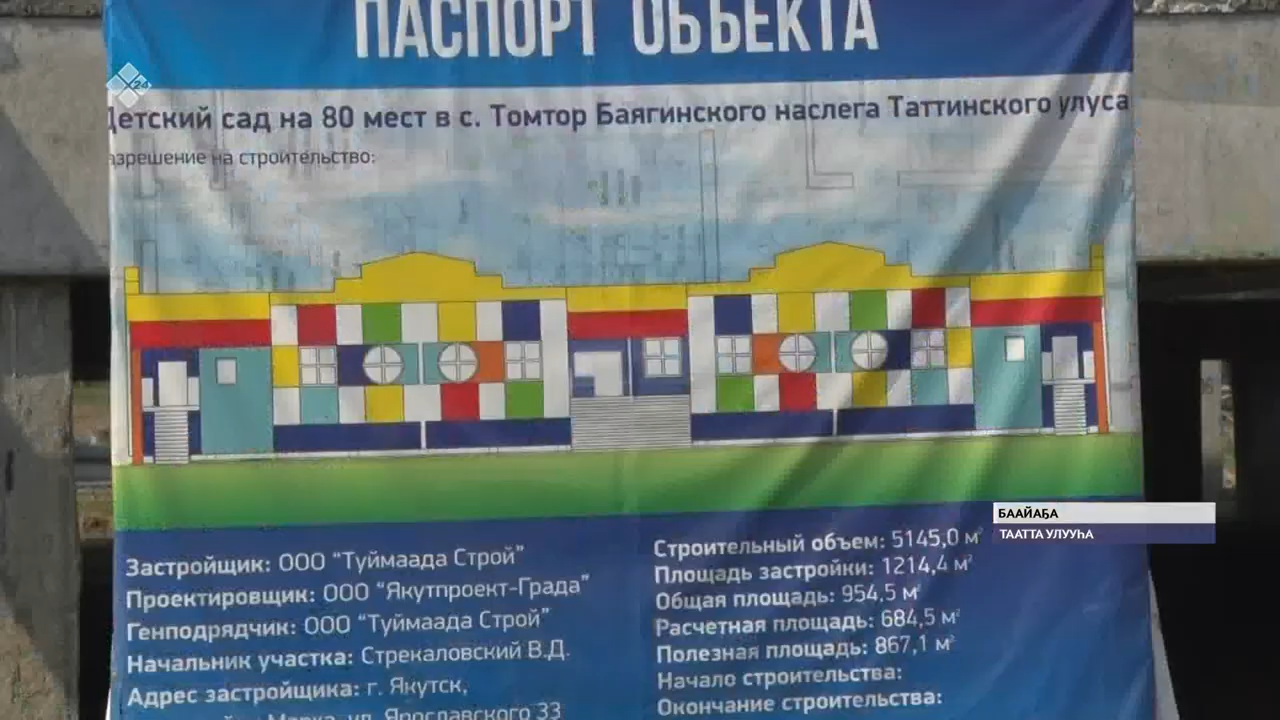 ПАСПОРТ ОБЪЕКТА
Детский сад на 80 мест в с. Томтор Баягинского наслега Таттинского улуса
азрешение на строительство:
Застройщик: ООО “Туймаада Строй”
Проектировщик: ООО “Якутпроект-Града”
Генподрядчик: ООО “Туймаада Строй”
Начальник участка: Стрекаловский В.Д.
Адрес застройщика: г. Якутск,
Марка, ул. Ярославского 33
Строительный объем: 5145,0 м²
Площадь застройки: 1214,4 м²
Общая площадь: 954,5 м²
Расчетная площадь: 684,5 м²
Полезная площадь: 867,1 м²
Начало строительства:
Окончание строительства:
БААЙАҔА
ТААТТА УЛУУҺА